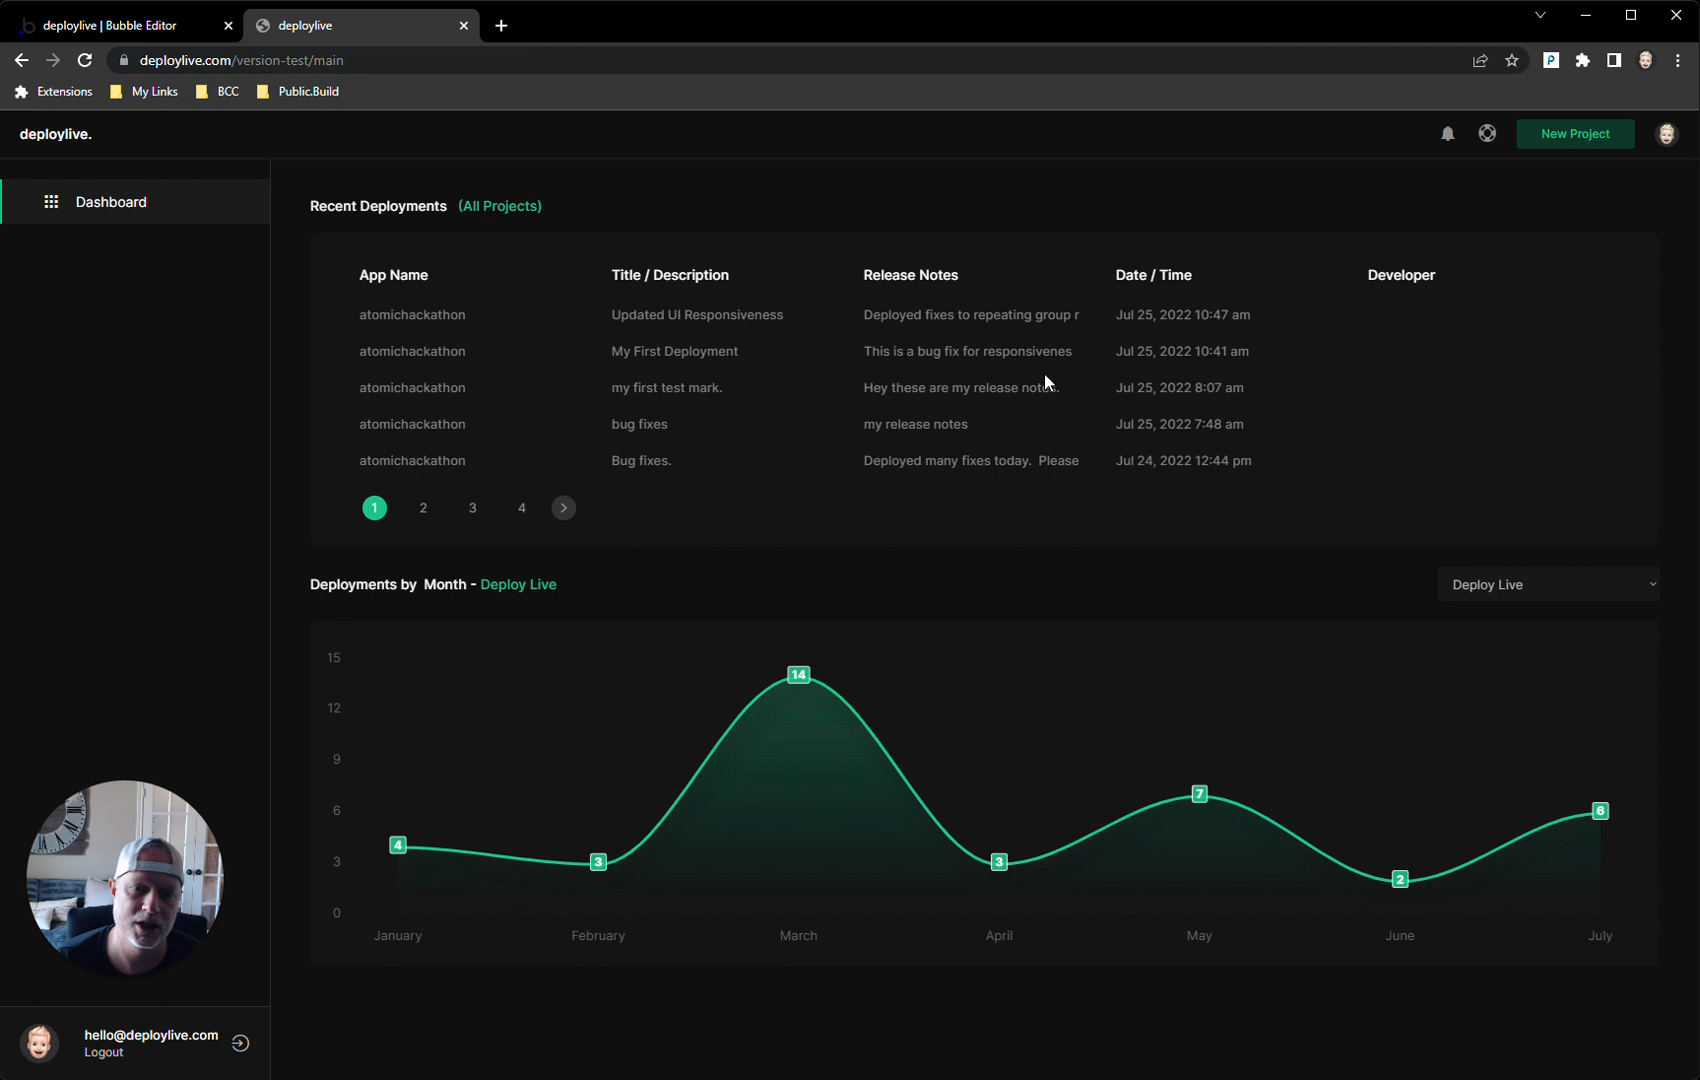 deploylive | Bubble Editor
deploylive
deploylive.com/version-test/main
Extensions
My Links
BCC
Public.Build
deploylive.
New Project
Dashboard
Recent Deployments (All Projects)
App Name Title / Description Release Notes Date / Time Developer
atomichackathon Updated UI Responsiveness Deployed fixes to repeating group r Jul 25, 2022 10:47 am
atomichackathon My First Deployment This is a bug fix for responsivenes Jul 25, 2022 10:41 am
atomichackathon my first test mark. Hey these are my release notes. Jul 25, 2022 8:07 am
atomichackathon bug fixes my release notes Jul 25, 2022 7:48 am
atomichackathon Bug fixes. Deployed many fixes today. Please Jul 24, 2022 12:44 pm
1 2 3 4
Deployments by Month - Deploy Live
Deploy Live
15
12
9
6
3
0
4
3
14
3
7
2
6
January February March April May June July
hello@deploylive.com
Logout